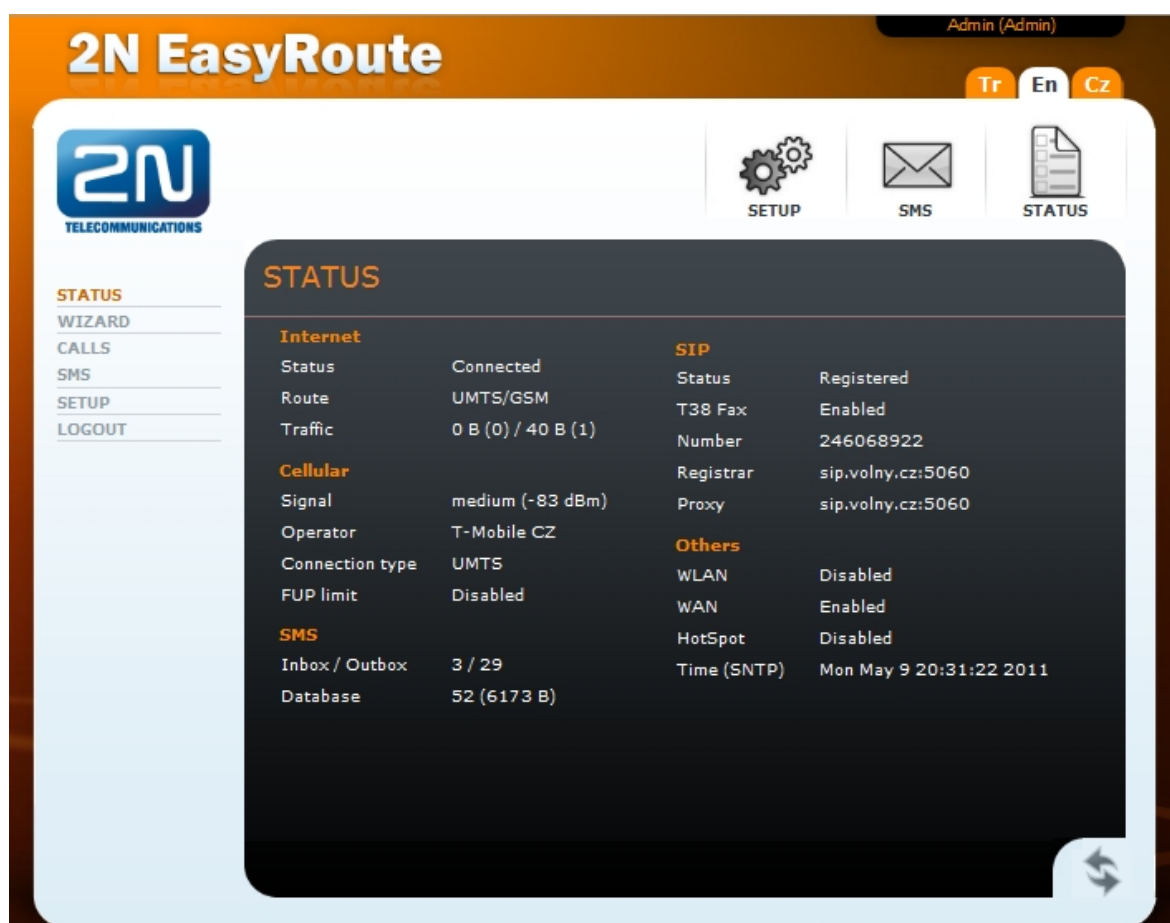 Admin (Admin)
2N EasyRoute
Tr En Cz
2N
TELECOMMUNICATIONS
SETUP SMS STATUS
STATUS
WIZARD
CALLS
SMS
SETUP
LOGOUT
STATUS
Internet
Status Connected
Route UMTS/GSM
Traffic 0 B (0) / 40 B (1)
Cellular
Signal medium (-83 dBm)
Operator T-Mobile CZ
Connection type UMTS
FUP limit Disabled
SMS
Inbox / Outbox 3 / 29
Database 52 (6173 B)
SIP
Status Registered
T38 Fax Enabled
Number 246068922
Registrar sip.volny.cz:5060
Proxy sip.volny.cz:5060
Others
WLAN Disabled
WAN Enabled
HotSpot Disabled
Time (SNTP) Mon May 9 20:31:22 2011